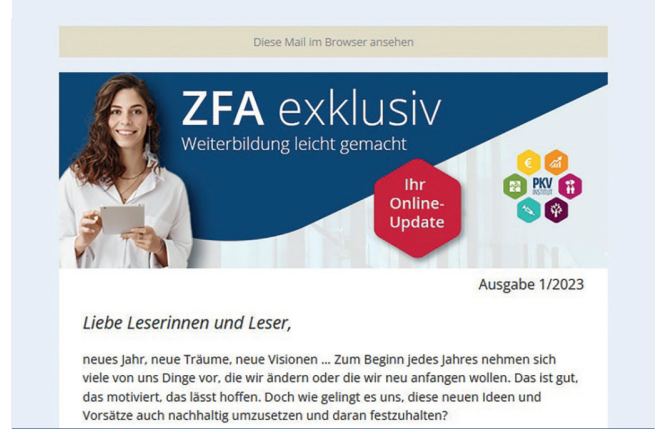 Diese Mail im Browser ansehen
ZFA exklusiv
Weiterbildung leicht gemacht
Ihr
Online-
Update
€
PKV
INSTITUT
Ausgabe 1/2023
Liebe Leserinnen und Leser,
neues Jahr, neue Träume, neue Visionen ... Zum Beginn jedes Jahres nehmen sich
viele von uns Dinge vor, die wir ändern oder die wir neu anfangen wollen. Das ist gut,
das motiviert, das lässt hoffen. Doch wie gelingt es uns, diese neuen Ideen und
Vorsätze auch nachhaltig umzusetzen und daran festzuhalten?